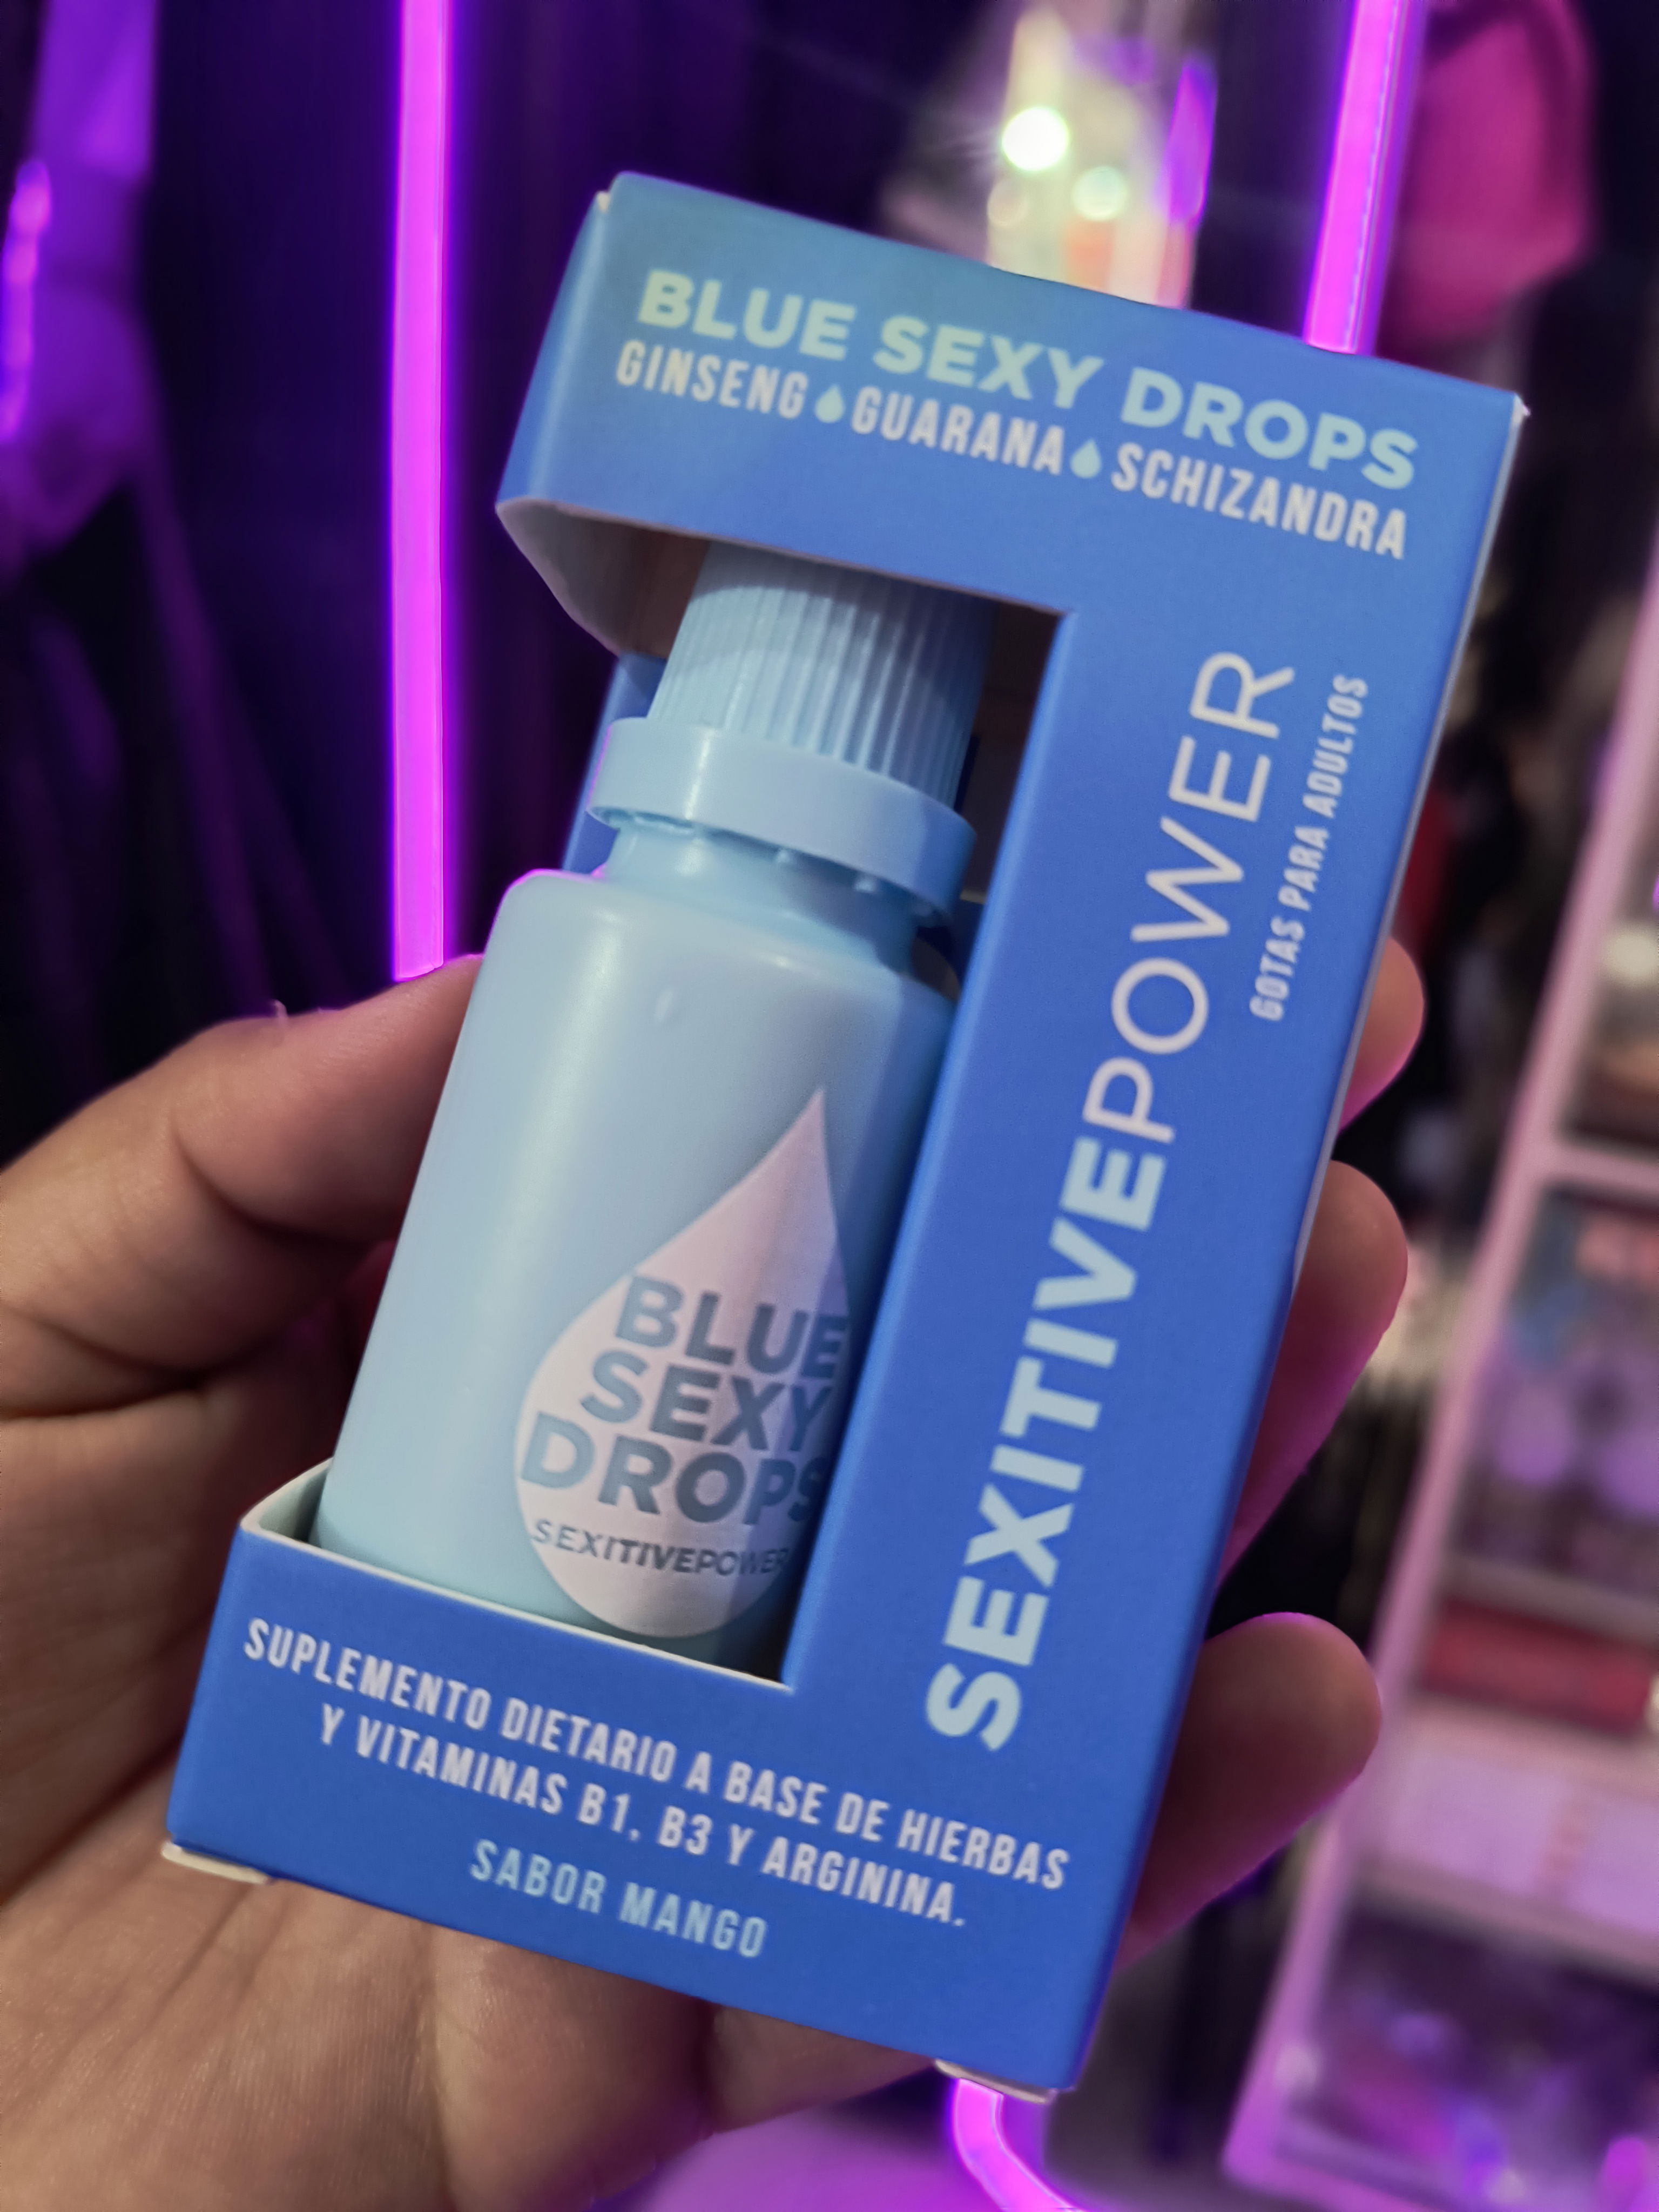 BLUE SEXY DROPS
GINSENG GUARANA SCHIZANDRA
SEXITIVEPOWER
GOTAS PARA ADULTOS
BLUE
SEXY
DROPS
SEXITIVEPOWER
SUPLEMENTO DIETARIO A BASE DE HIERBAS
Y VITAMINAS B1, B3 Y ARGININA.
SABOR MANGO